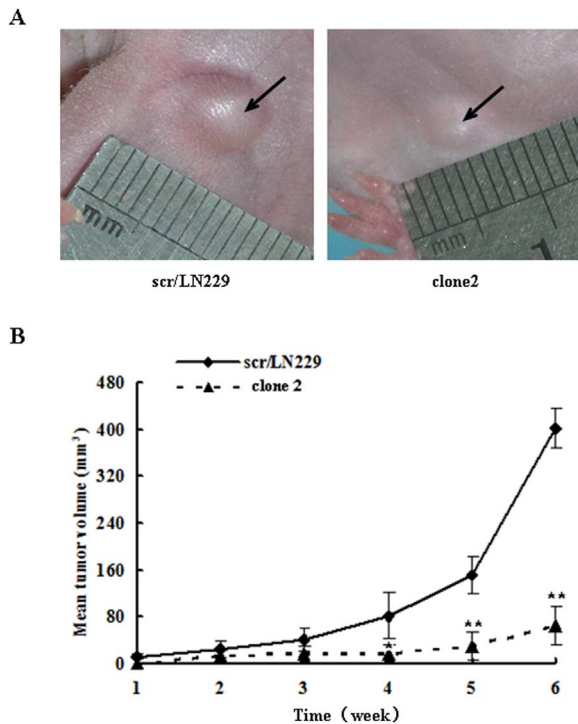 A
mm
mm
1
scr/LN229
clone2
B
scr/LN229
clone 2
480
400
320
240
160
80
0
Mean tumor volume (mm³)
*
**
**
1 2 3 4 5 6
Time (week)